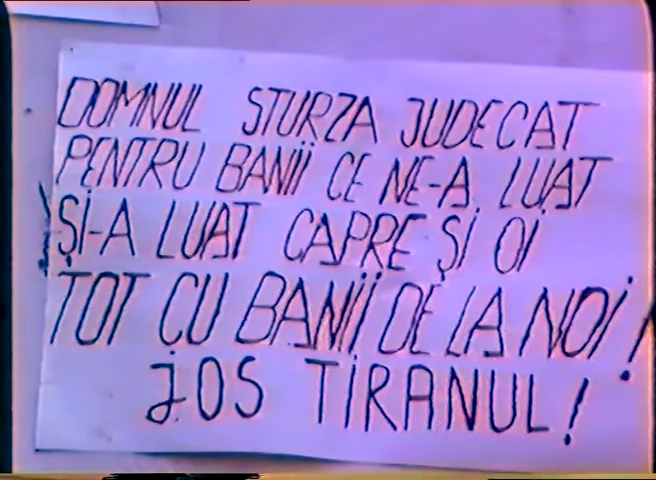 DOMNUL STURZA JUDECAT
PENTRU BANII CE NE-A LUAT
ȘI-A LUAT CAPRE ȘI OI
TOT CU BANII DE LA NOI!
JOS TIRANUL!